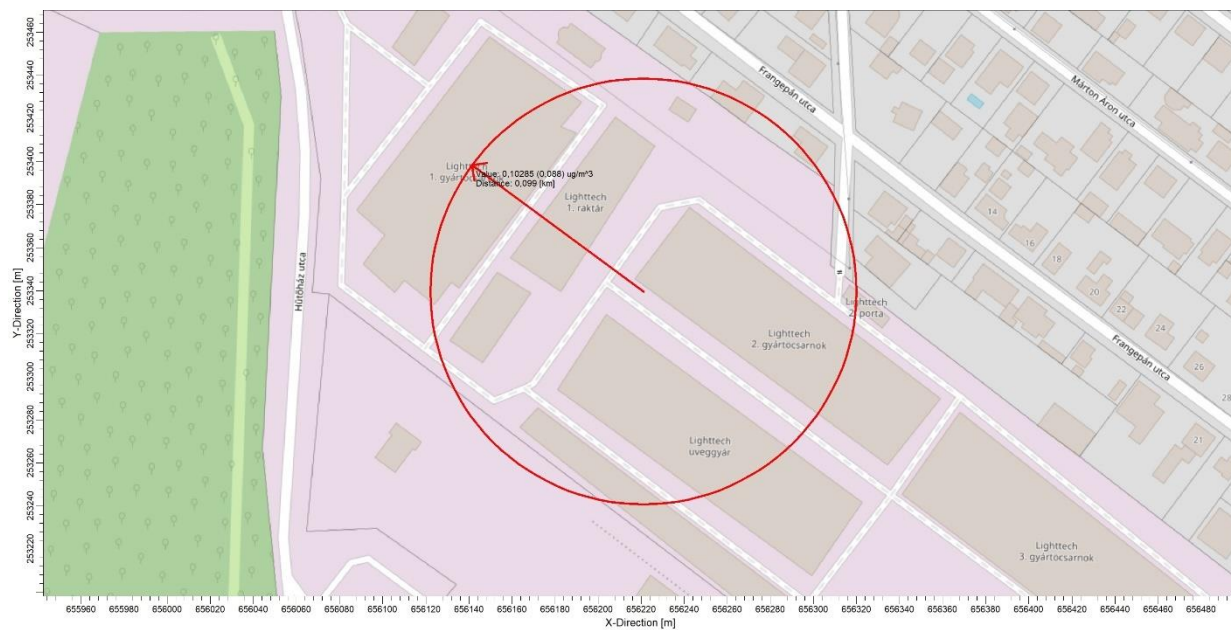 Y-Direction [m]
253460
253440
253420
253400
253380
253360
253340
253320
253300
253280
253260
253240
253220
Hűtőház utca
Frangepán utca
Márton Áron utca
Lighttech
Value: 0,10285 (0,088) ug/m^3
Distance: 0,099 [km]
Lighttech
1. raktár
14
16
18
20
22
24
26
28
21
Lighttech
2. porta
Lighttech
2. gyártócsarnok
Frangepán utca
Lighttech
üveggyár
Lighttech
3. gyártócsarnok
655960 655980 656000 656020 656040 656060 656080 656100 656120 656140 656160 656180 656200 656220 656240 656260 656280 656300 656320 656340 656360 656380 656400 656420 656440 656460 656480
X-Direction [m]